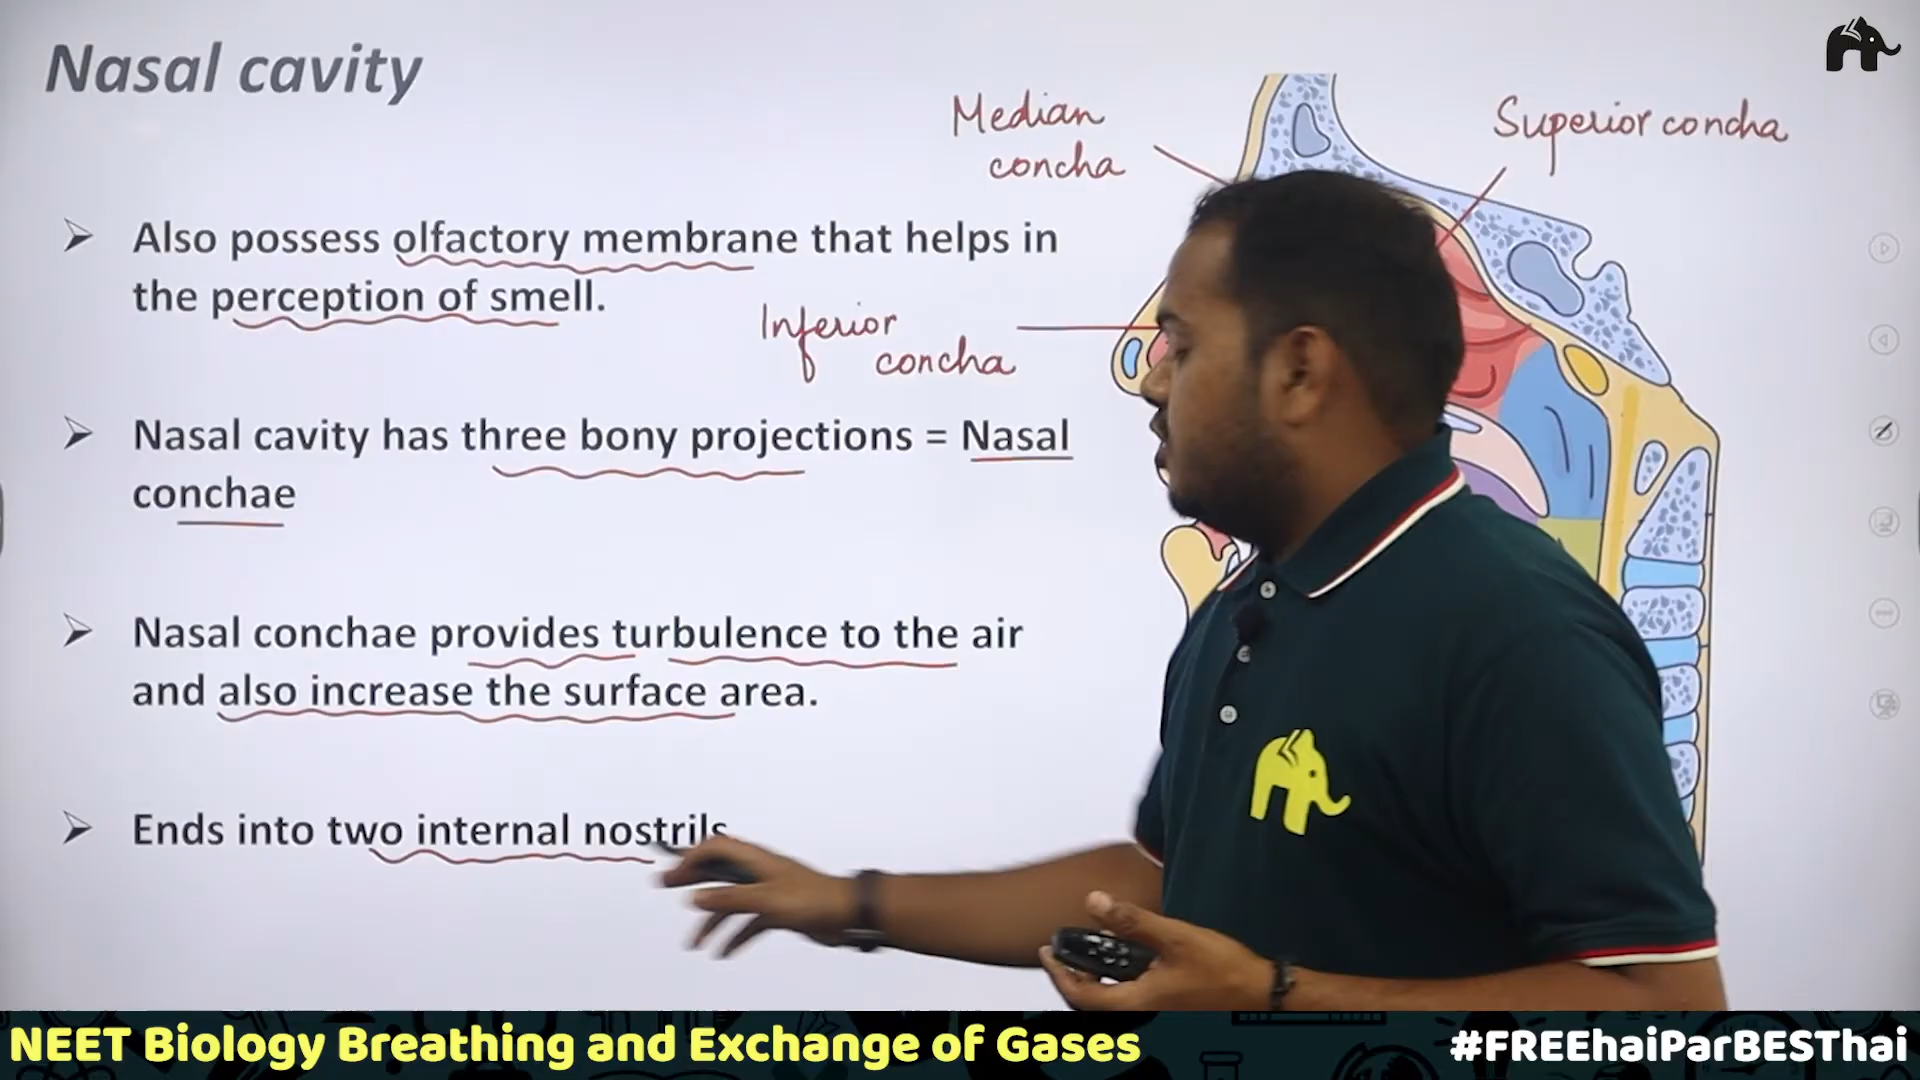 Nasal cavity
Median
concha
Superior concha
Also possess olfactory membrane that helps in
the perception of smell.
Inferior
concha
Nasal cavity has three bony projections = Nasal
conchae
Nasal conchae provides turbulence to the air
and also increase the surface area.
Ends into two internal nostrils
NEET Biology Breathing and Exchange of Gases
#FREEhaiParBESThai